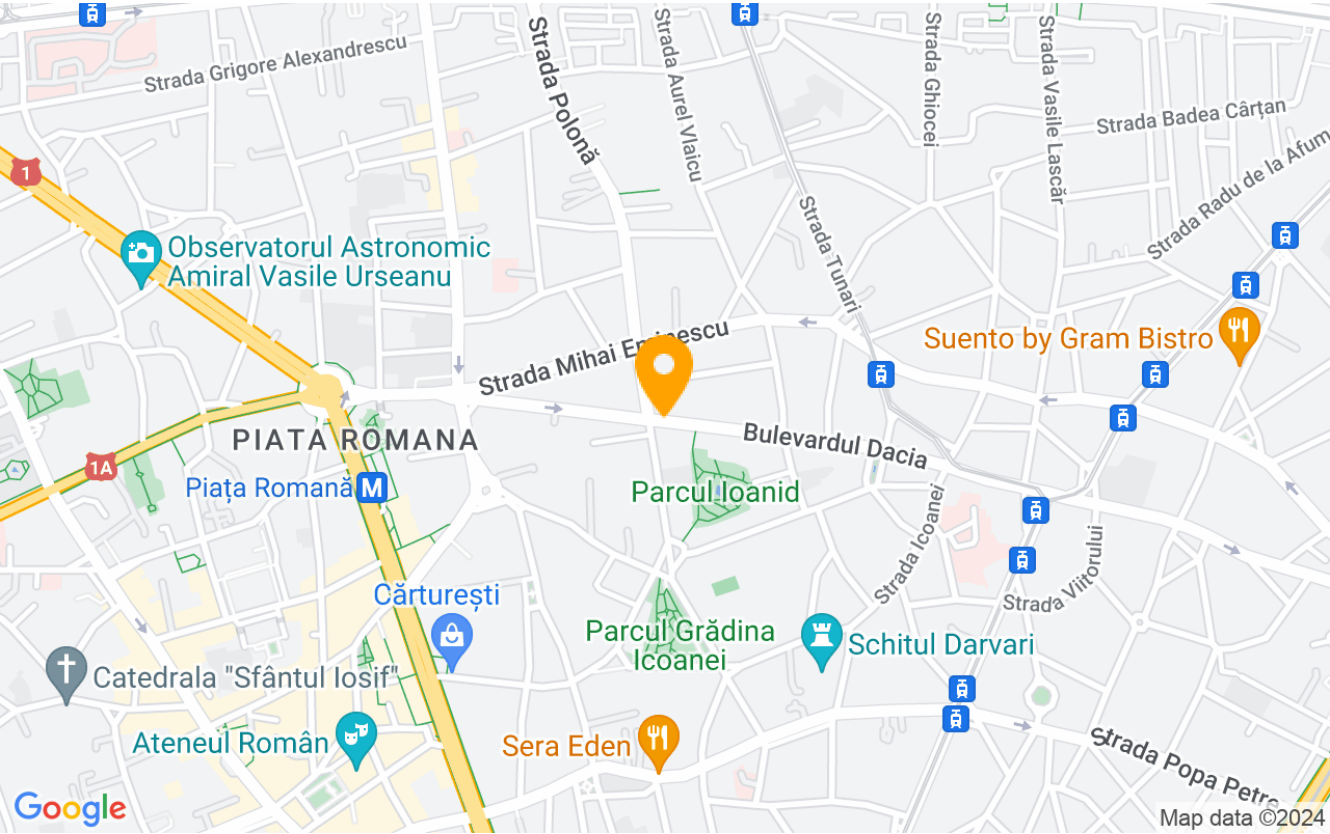 Strada Grigore Alexandrescu
Strada Polonă
Strada Aurel Vlaicu
Strada Ghiocei
Strada Vasile Lascăr
Strada Badea Cârțan
Strada Radu de la Afum
1
Observatorul Astronomic
Amiral Vasile Urseanu
Strada Tunari
Strada Mihai Eminescu
Suento by Gram Bistro
PIATA ROMANA
1A
Piața Romană M
Bulevardul Dacia
Parcul Ioanid
Strada Icoanei
Strada Viitorului
Cărturești
Parcul Grădina
Icoanei
Schitul Darvari
Catedrala "Sfântul Iosif"
Ateneul Român
Sera Eden
Strada Popa Petre
Google
Map data ©2024